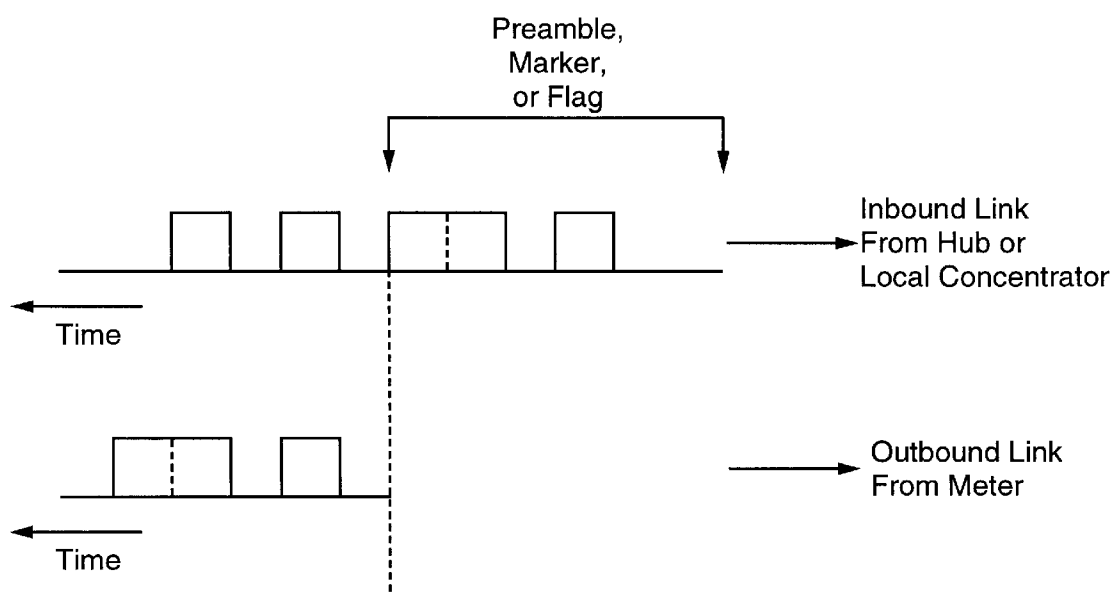 Preamble,
Marker,
or Flag
Inbound Link
From Hub or
Local Concentrator
Time
Outbound Link
From Meter
Time